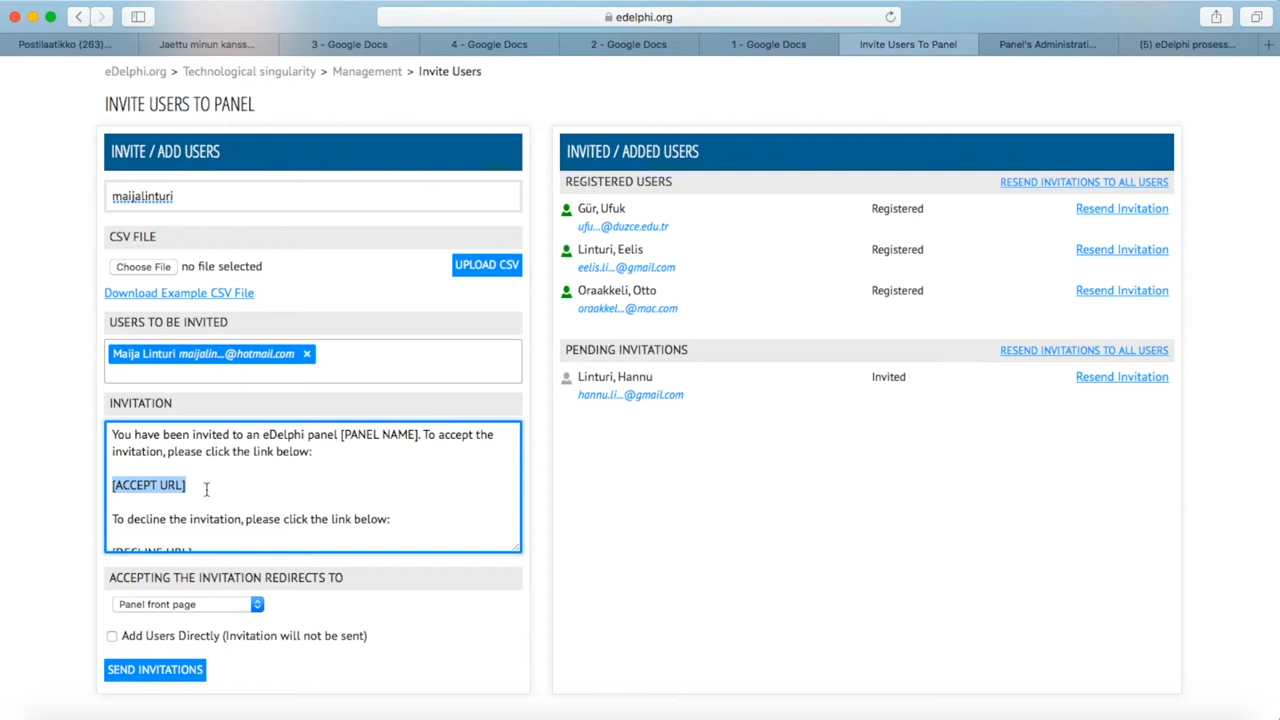 edelphi.org
Postilaatikko (263)...
Jaettu minun kanss...
3 - Google Docs
4 - Google Docs
2 - Google Docs
1 - Google Docs
Invite Users To Panel
Panel's Administrati...
(5) eDelphi prosess...
eDelphi.org > Technological singularity > Management > Invite Users
INVITE USERS TO PANEL
INVITE / ADD USERS
maijalinturi
CSV FILE
Choose File no file selected
UPLOAD CSV
Download Example CSV File
USERS TO BE INVITED
Maija Linturi maijalin...@hotmail.com ×
INVITATION
You have been invited to an eDelphi panel [PANEL NAME]. To accept the
invitation, please click the link below:
[ACCEPT URL]
To decline the invitation, please click the link below:
[DECLINE URL]
ACCEPTING THE INVITATION REDIRECTS TO
Panel front page
Add Users Directly (Invitation will not be sent)
SEND INVITATIONS
INVITED / ADDED USERS
REGISTERED USERS RESEND INVITATIONS TO ALL USERS
Gür, Ufuk Registered Resend Invitation
ufu...@duzce.edu.tr
Linturi, Eelis Registered Resend Invitation
eelis.li...@gmail.com
Oraakkeli, Otto Registered Resend Invitation
oraakkel...@mac.com
PENDING INVITATIONS RESEND INVITATIONS TO ALL USERS
Linturi, Hannu Invited Resend Invitation
hannu.li...@gmail.com